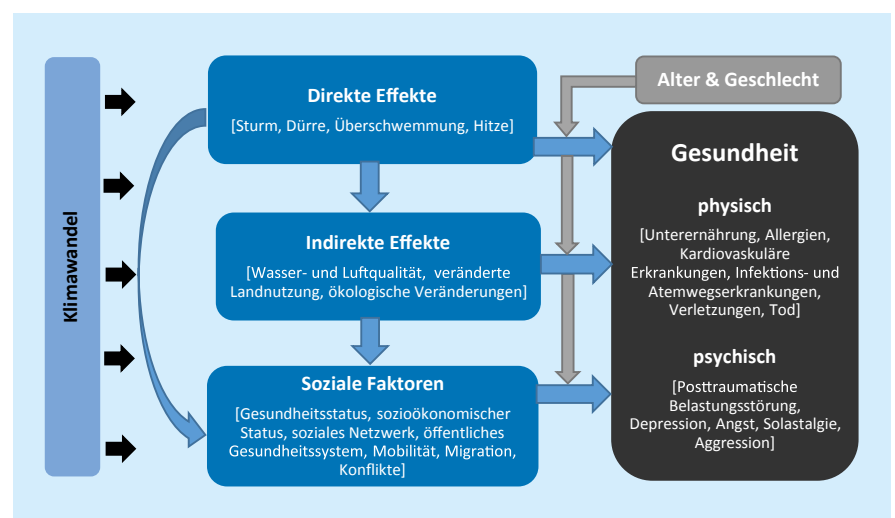 Klimawandel
Direkte Effekte
[Sturm, Dürre, Überschwemmung, Hitze]
Indirekte Effekte
[Wasser- und Luftqualität, veränderte
Landnutzung, ökologische Veränderungen]
Soziale Faktoren
[Gesundheitsstatus, sozioökonomischer
Status, soziales Netzwerk, öffentliches
Gesundheitssystem, Mobilität, Migration,
Konflikte]
Alter & Geschlecht
Gesundheit
physisch
[Unterernährung, Allergien,
Kardiovaskuläre
Erkrankungen, Infektions- und
Atemwegserkrankungen,
Verletzungen, Tod]
psychisch
[Posttraumatische
Belastungsstörung,
Depression, Angst, Solastalgie,
Aggression]